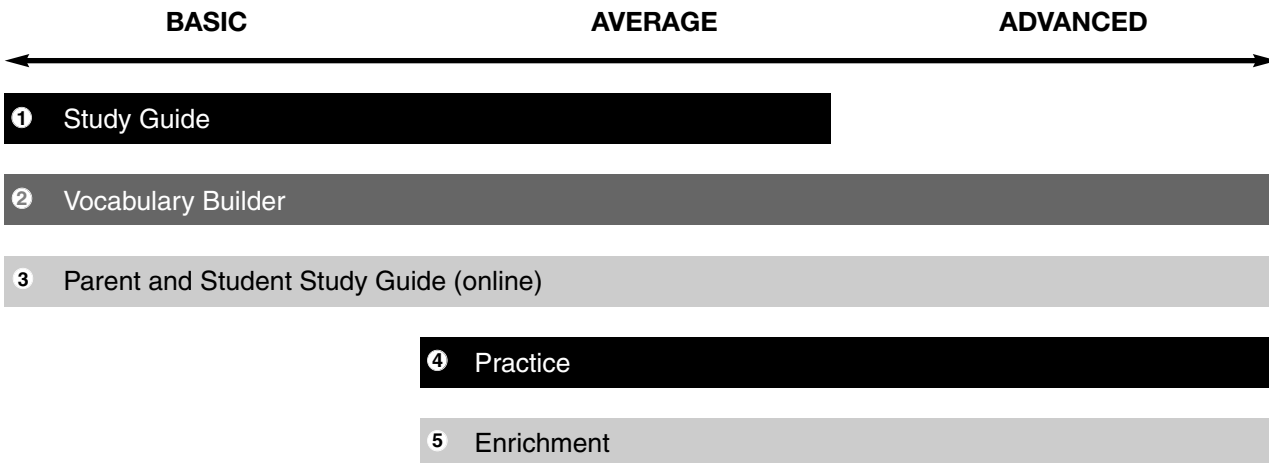 BASIC AVERAGE ADVANCED
1 Study Guide
2 Vocabulary Builder
3 Parent and Student Study Guide (online)
4 Practice
5 Enrichment